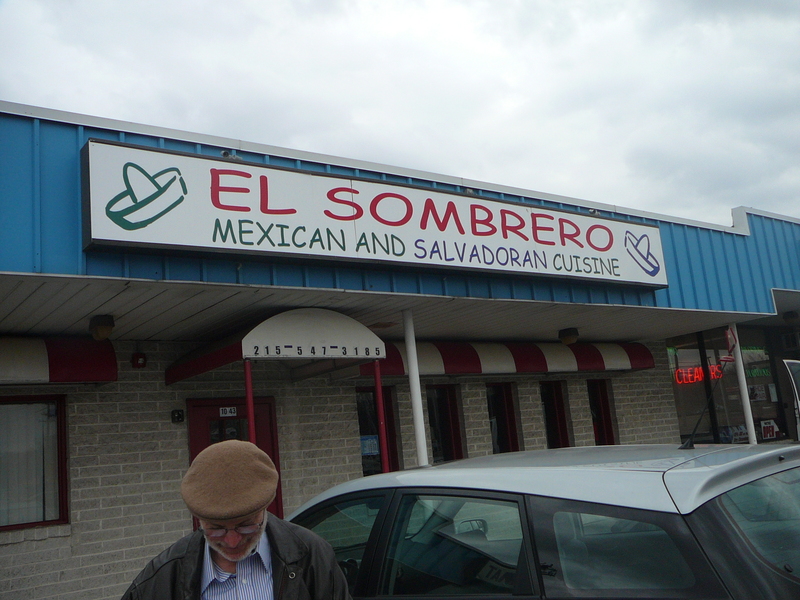 EL SOMBRERO
MEXICAN AND SALVADORAN CUISINE
215-547-3185
CLEANERS